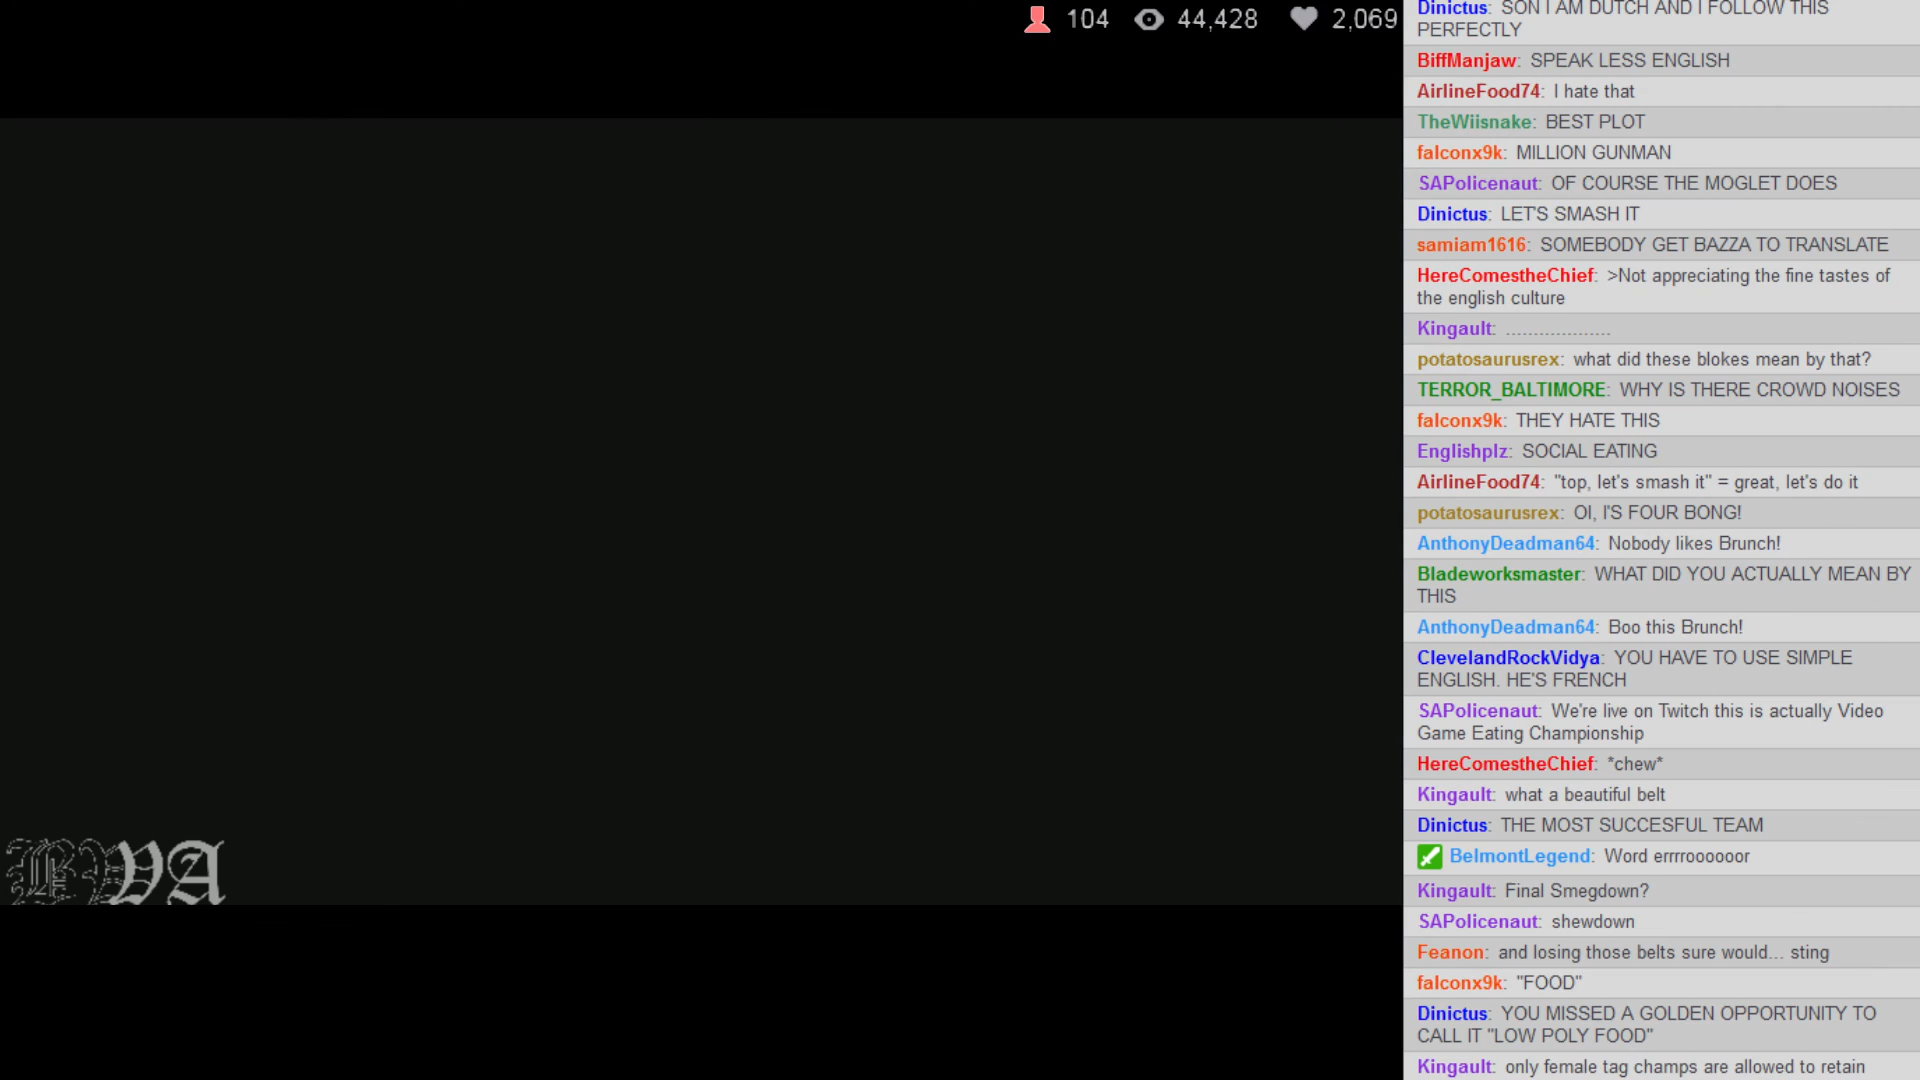 104 44,428 2,069
Dinictus: SON I AM DUTCH AND I FOLLOW THIS
PERFECTLY
BiffManjaw: SPEAK LESS ENGLISH
AirlineFood74: I hate that
TheWiisnake: BEST PLOT
falconx9k: MILLION GUNMAN
SAPolicenaut: OF COURSE THE MOGLET DOES
Dinictus: LET'S SMASH IT
samiam1616: SOMEBODY GET BAZZA TO TRANSLATE
HereComestheChief: >Not appreciating the fine tastes of
the english culture
Kingault: ...................
potatosaurusrex: what did these blokes mean by that?
TERROR_BALTIMORE: WHY IS THERE CROWD NOISES
falconx9k: THEY HATE THIS
Englishplz: SOCIAL EATING
AirlineFood74: "top, let's smash it" = great, let's do it
potatosaurusrex: OI, I'S FOUR BONG!
AnthonyDeadman64: Nobody likes Brunch!
Bladeworksmaster: WHAT DID YOU ACTUALLY MEAN BY
THIS
AnthonyDeadman64: Boo this Brunch!
ClevelandRockVidya: YOU HAVE TO USE SIMPLE
ENGLISH. HE'S FRENCH
SAPolicenaut: We're live on Twitch this is actually Video
Game Eating Championship
HereComestheChief: *chew*
Kingault: what a beautiful belt
Dinictus: THE MOST SUCCESFUL TEAM
BelmontLegend: Word errrroooooor
Kingault: Final Smegdown?
SAPolicenaut: shewdown
Feanon: and losing those belts sure would... sting
falconx9k: "FOOD"
Dinictus: YOU MISSED A GOLDEN OPPORTUNITY TO
CALL IT "LOW POLY FOOD"
Kingault: only female tag champs are allowed to retain